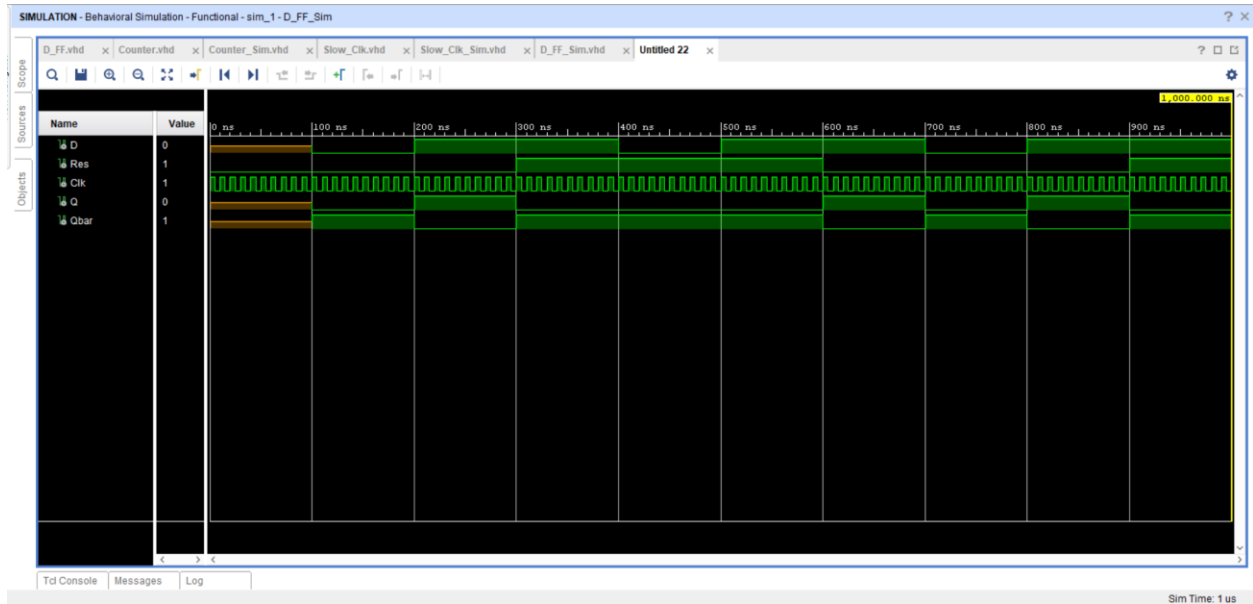 SIMULATION - Behavioral Simulation - Functional - sim_1 - D_FF_Sim
D_FF.vhd Counter.vhd Counter_Sim.vhd Slow_Clk.vhd Slow_Clk_Sim.vhd D_FF_Sim.vhd Untitled 22
Scope
Sources
Objects
1,000.000 ns
Name Value 0 ns 100 ns 200 ns 300 ns 400 ns 500 ns 600 ns 700 ns 800 ns 900 ns
D 0
Res 1
Clk 1
Q 0
Qbar 1
Tcl Console Messages Log
Sim Time: 1 us